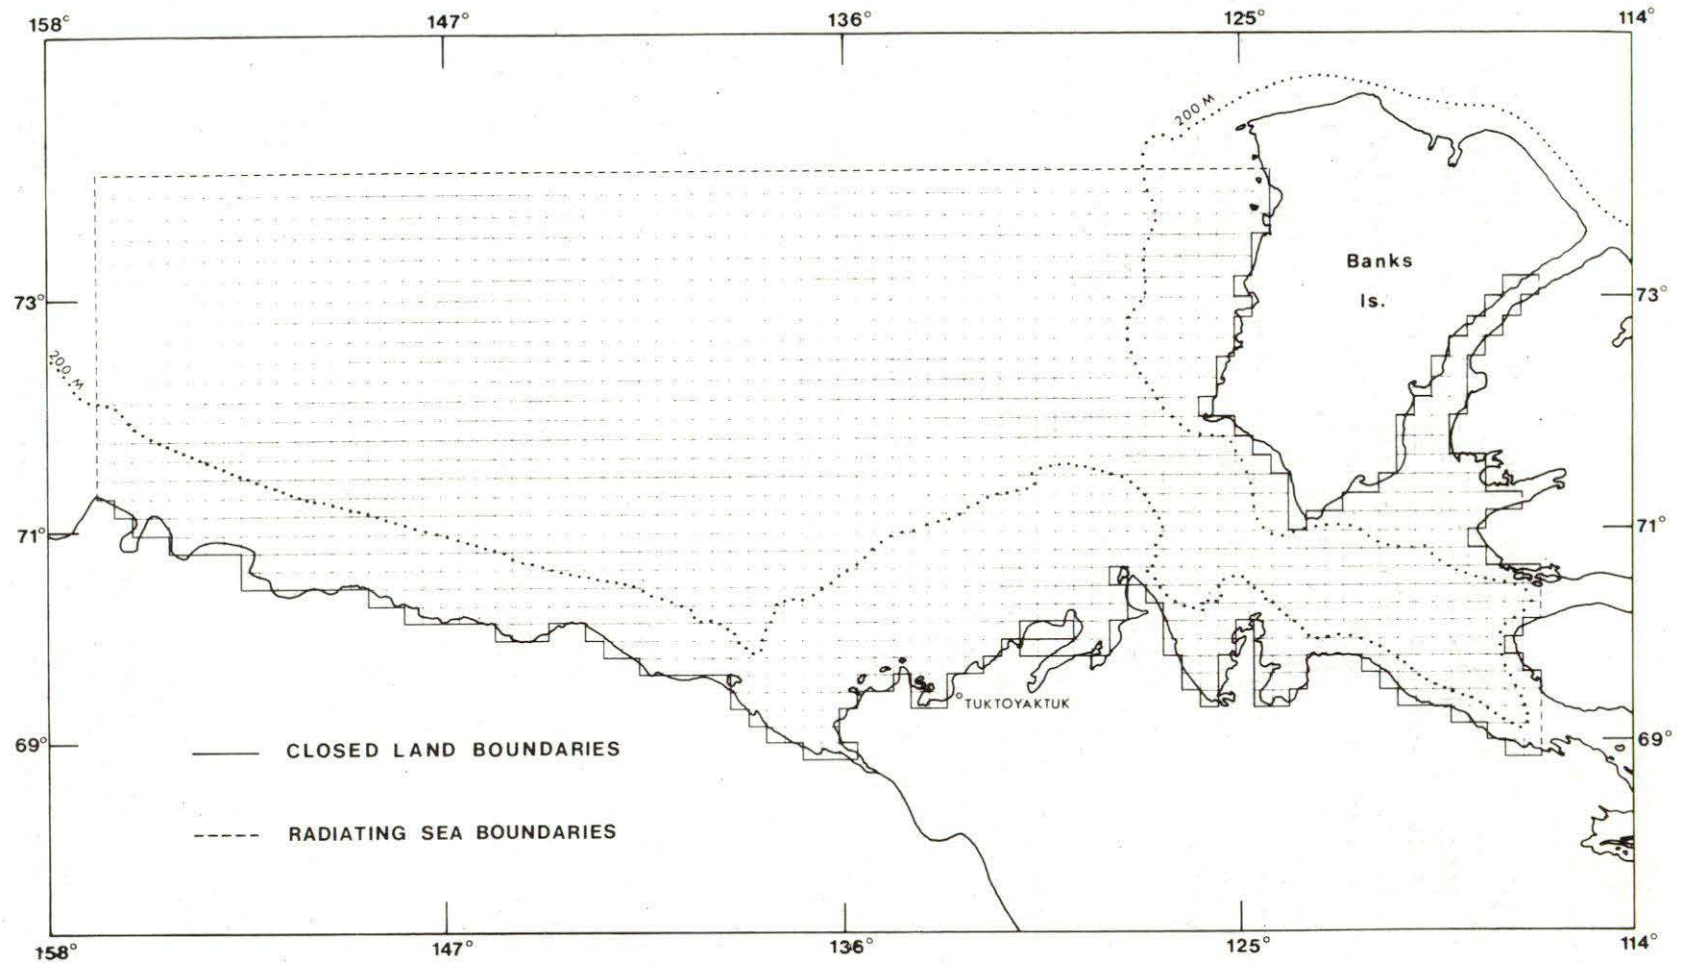 158° 147° 136° 125° 114°
200 M
Banks
Is.
73° 73°
200 M
71° 71°
TUKTOYAKTUK
69° 69°
CLOSED LAND BOUNDARIES
RADIATING SEA BOUNDARIES
158° 147° 136° 125° 114°